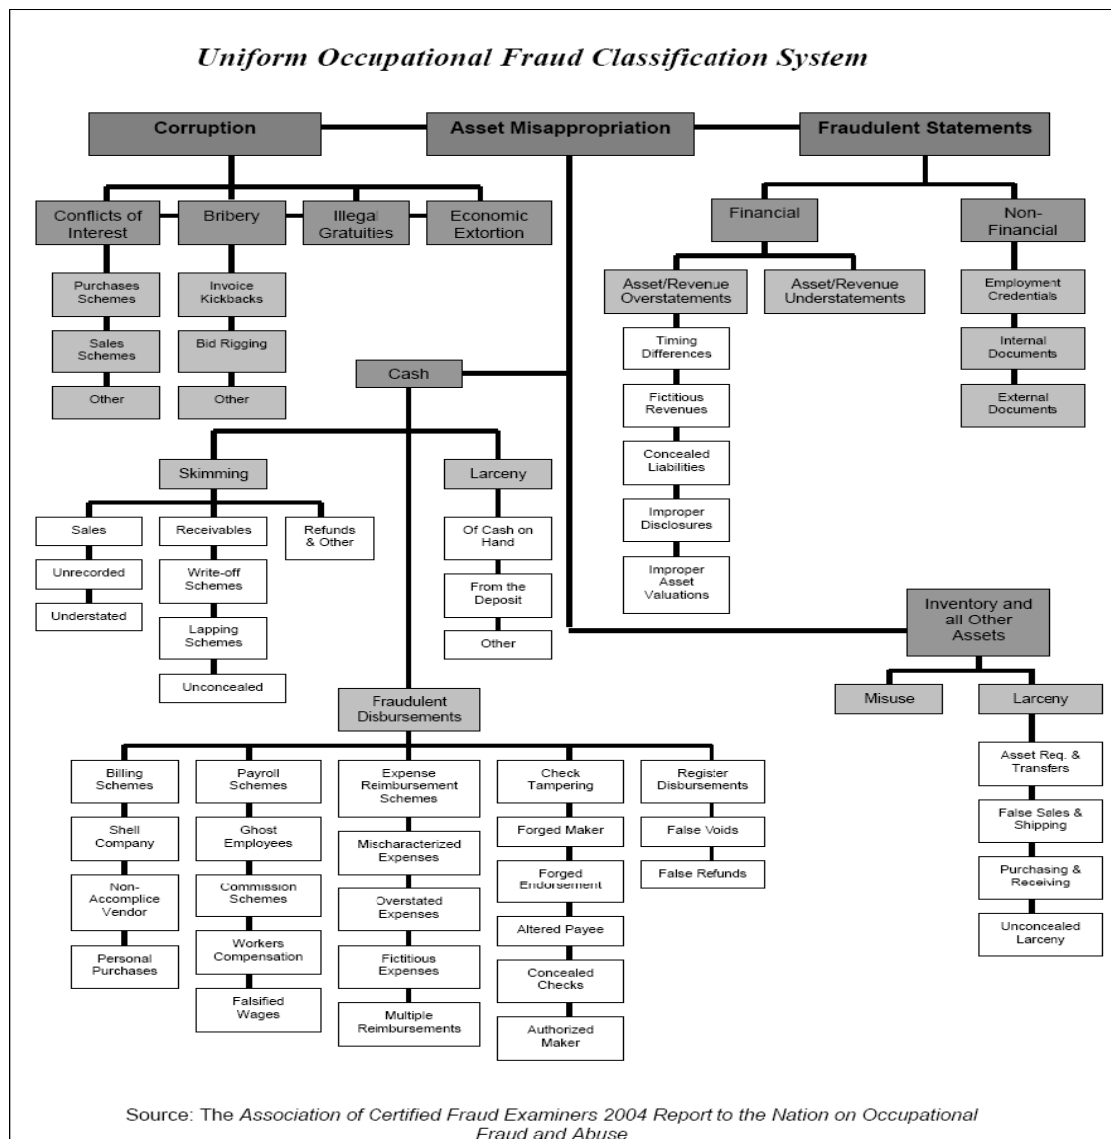 Uniform Occupational Fraud Classification System
Corruption
Asset Misappropriation
Fraudulent Statements
Conflicts of
Interest
Bribery
Illegal
Gratuities
Economic
Extortion
Financial
Non-
Financial
Purchases
Schemes
Sales
Schemes
Other
Invoice
Kickbacks
Bid Rigging
Other
Asset/Revenue
Overstatements
Asset/Revenue
Understatements
Employment
Credentials
Internal
Documents
External
Documents
Timing
Differences
Fictitious
Revenues
Concealed
Liabilities
Improper
Disclosures
Improper
Asset
Valuations
Cash
Skimming
Larceny
Sales
Unrecorded
Understated
Receivables
Write-off
Schemes
Lapping
Schemes
Unconcealed
Refunds
& Other
Of Cash on
Hand
From the
Deposit
Other
Inventory and
all Other
Assets
Misuse
Larceny
Asset Req. &
Transfers
False Sales &
Shipping
Purchasing &
Receiving
Unconcealed
Larceny
Fraudulent
Disbursements
Billing
Schemes
Shell
Company
Non-
Accomplice
Vendor
Personal
Purchases
Payroll
Schemes
Ghost
Employees
Commission
Schemes
Workers
Compensation
Falsified
Wages
Expense
Reimbursement
Schemes
Mischaracterized
Expenses
Overstated
Expenses
Fictitious
Expenses
Multiple
Reimbursements
Check
Tampering
Forged Maker
Forged
Endorsement
Altered Payee
Concealed
Checks
Authorized
Maker
Register
Disbursements
False Voids
False Refunds
Source: The Association of Certified Fraud Examiners 2004 Report to the Nation on Occupational
Fraud and Abuse